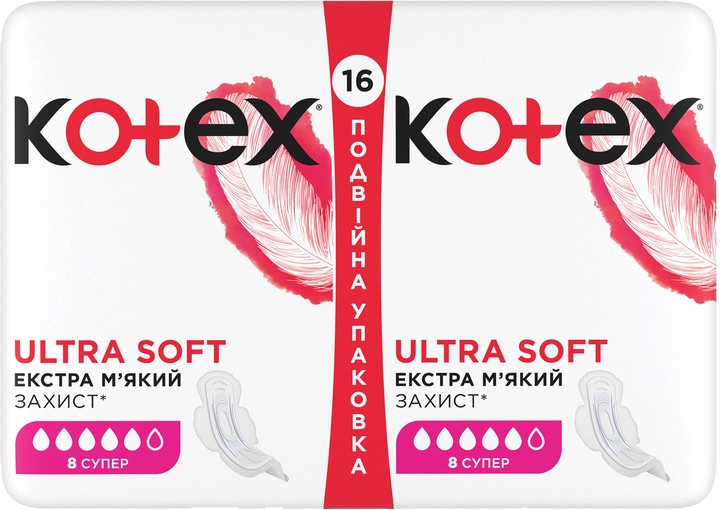 Kotex®
ULTRA SOFT
ЕКСТРА М'ЯКИЙ
ЗАХИСТ*
8 СУПЕР
16
ПОДВІЙНА УПАКОВКА
Kotex®
ULTRA SOFT
ЕКСТРА М'ЯКИЙ
ЗАХИСТ*
8 СУПЕР